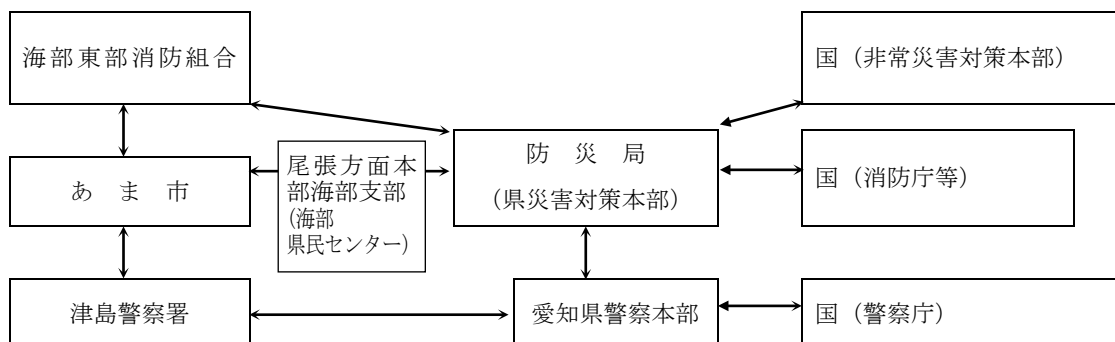 海部東部消防組合
国（非常災害対策本部）
尾張方面本
部海部支部
(海部
県民センター)
防　災　局
（県災害対策本部）
あ　ま　市
国（消防庁等）
津島警察署
愛知県警察本部
国（警察庁）